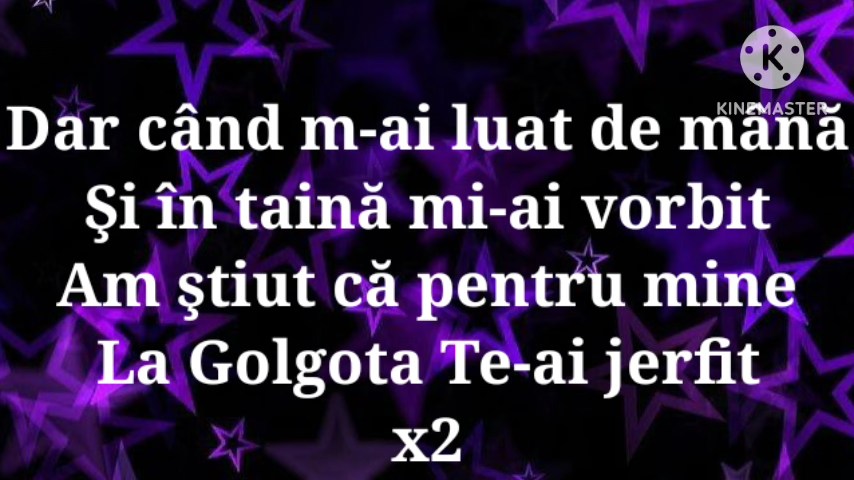 KINEMASTER
Dar când m-ai luat de mână
Şi în taină mi-ai vorbit
Am ştiut că pentru mine
La Golgota Te-ai jerfit
x2